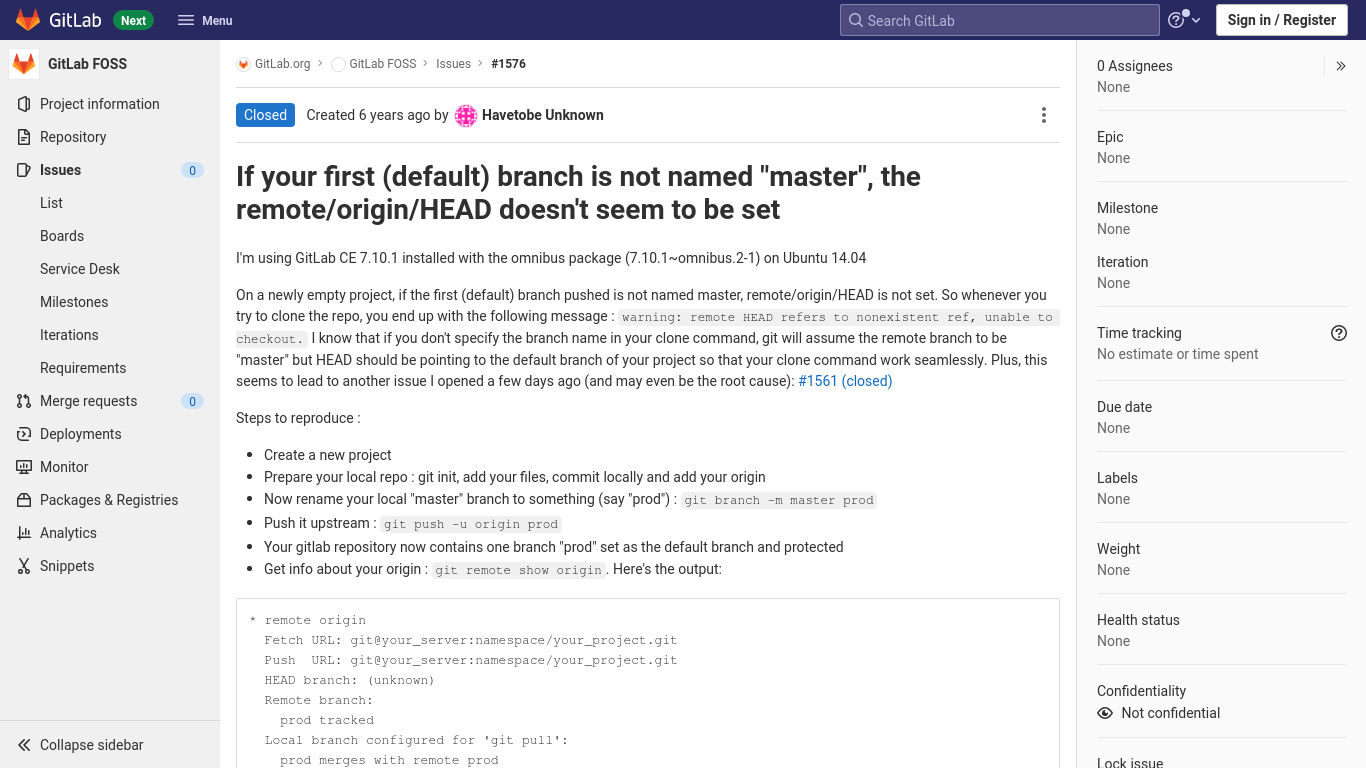 GitLab Next Menu Search GitLab Sign in / Register
GitLab FOSS
Project information
Repository
Issues 0
List
Boards
Service Desk
Milestones
Iterations
Requirements
Merge requests 0
Deployments
Monitor
Packages & Registries
Analytics
Snippets
Collapse sidebar
GitLab.org > GitLab FOSS > Issues > #1576
Closed Created 6 years ago by Havetobe Unknown
If your first (default) branch is not named "master", the
remote/origin/HEAD doesn't seem to be set
I'm using GitLab CE 7.10.1 installed with the omnibus package (7.10.1~omnibus.2-1) on Ubuntu 14.04
On a newly empty project, if the first (default) branch pushed is not named master, remote/origin/HEAD is not set. So whenever you
try to clone the repo, you end up with the following message : warning: remote HEAD refers to nonexistent ref, unable to
checkout. I know that if you don't specify the branch name in your clone command, git will assume the remote branch to be
"master" but HEAD should be pointing to the default branch of your project so that your clone command work seamlessly. Plus, this
seems to lead to another issue I opened a few days ago (and may even be the root cause): #1561 (closed)
Steps to reproduce :
• Create a new project
• Prepare your local repo : git init, add your files, commit locally and add your origin
• Now rename your local "master" branch to something (say "prod") : git branch -m master prod
• Push it upstream : git push -u origin prod
• Your gitlab repository now contains one branch "prod" set as the default branch and protected
• Get info about your origin : git remote show origin. Here's the output:
* remote origin
Fetch URL: git@your_server:namespace/your_project.git
Push  URL: git@your_server:namespace/your_project.git
HEAD branch: (unknown)
Remote branch:
prod tracked
Local branch configured for 'git pull':
prod merges with remote prod
0 Assignees
None
Epic
None
Milestone
None
Iteration
None
Time tracking
No estimate or time spent
Due date
None
Labels
None
Weight
None
Health status
None
Confidentiality
Not confidential
Lock issue